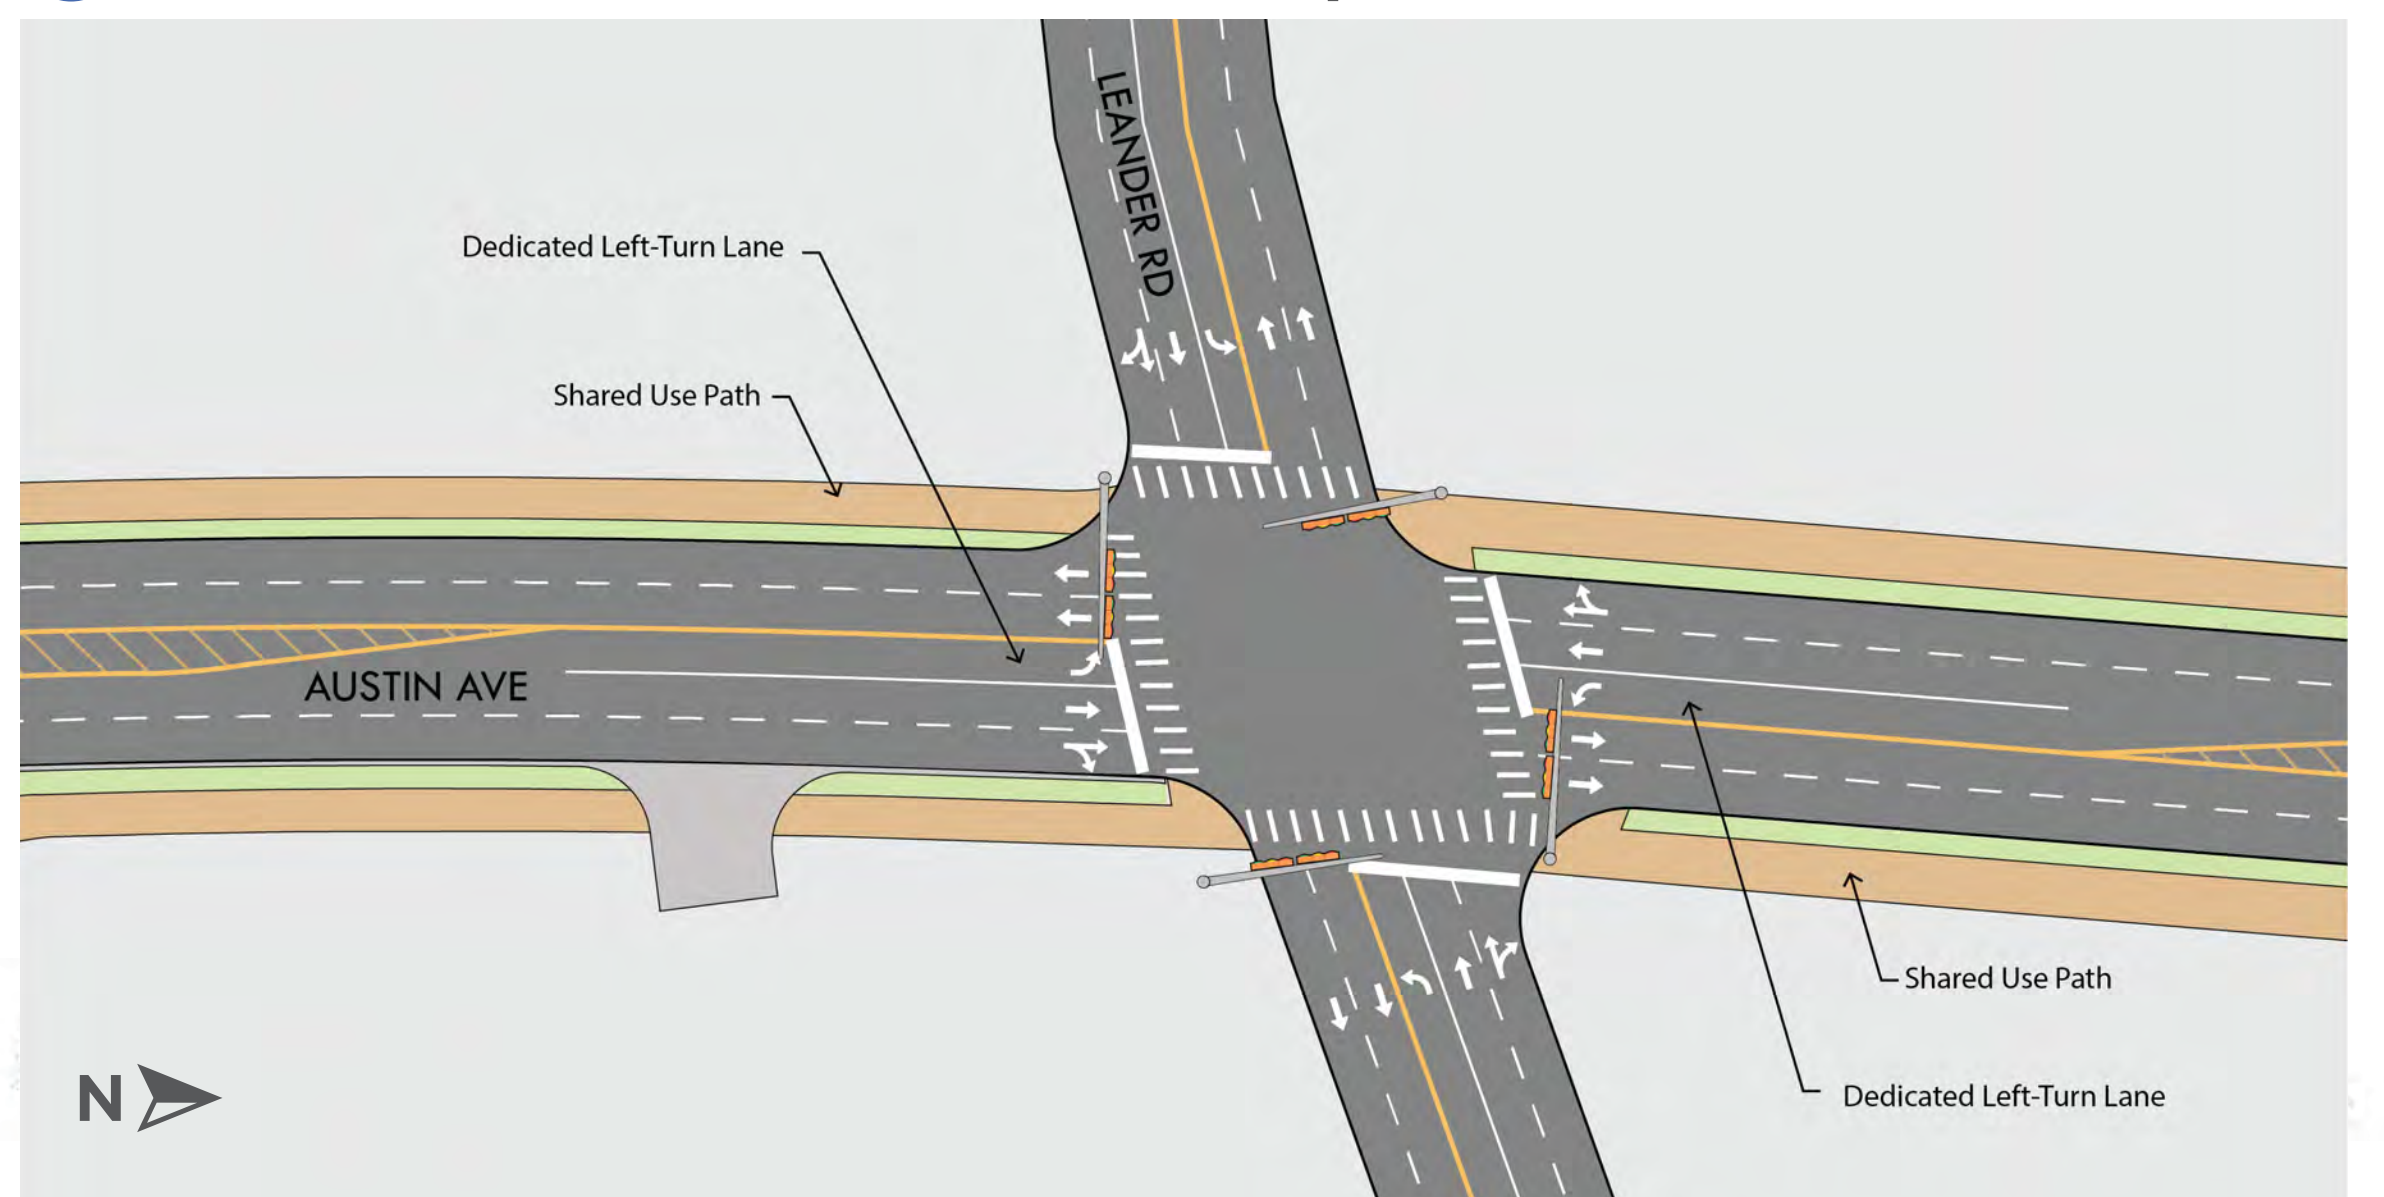 LEANDER RD
Dedicated Left-Turn Lane
Shared Use Path
AUSTIN AVE
Shared Use Path
Dedicated Left-Turn Lane
N